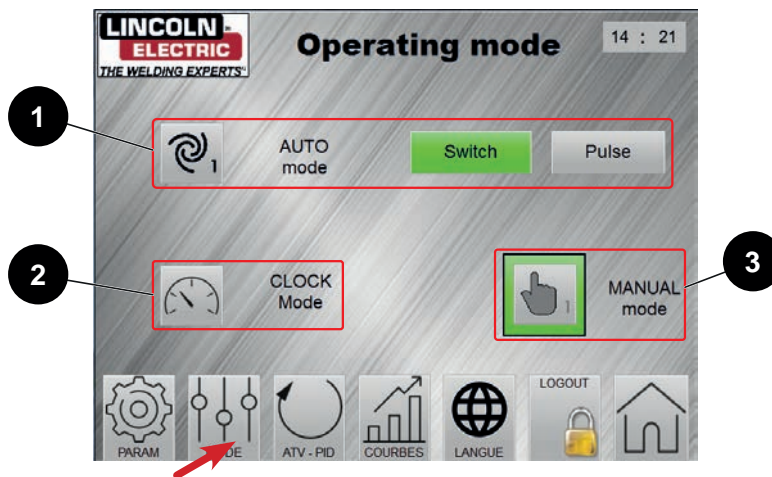 LINCOLN
ELECTRIC
THE WELDING EXPERTS®
Operating mode
14 : 21
1
1
AUTO
mode
Switch
Pulse
2
CLOCK
Mode
3
1
MANUAL
mode
PARAM
DE
ATV - PID
COURBES
LANGUE
LOGOUT